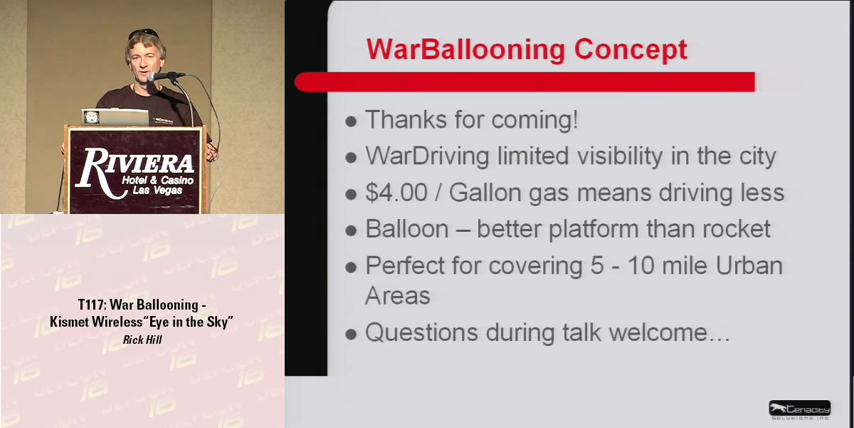 RIVIERA
Hotel & Casino
Las Vegas
T117: War Ballooning -
Kismet Wireless“Eye in the Sky”
Rick Hill
WarBallooning Concept
● Thanks for coming!
● WarDriving limited visibility in the city
● $4.00 / Gallon gas means driving less
● Balloon – better platform than rocket
● Perfect for covering 5 - 10 mile Urban
Areas
● Questions during talk welcome…
Tenacity
SOLUTIONS INC